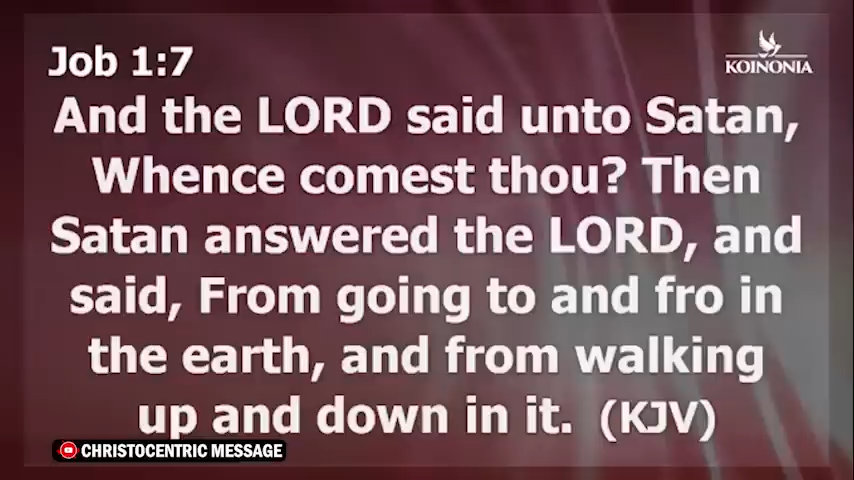 Job 1:7
KOINONIA
And the LORD said unto Satan,
Whence comest thou? Then
Satan answered the LORD, and
said, From going to and fro in
the earth, and from walking
up and down in it. (KJV)
CHRISTOCENTRIC MESSAGE